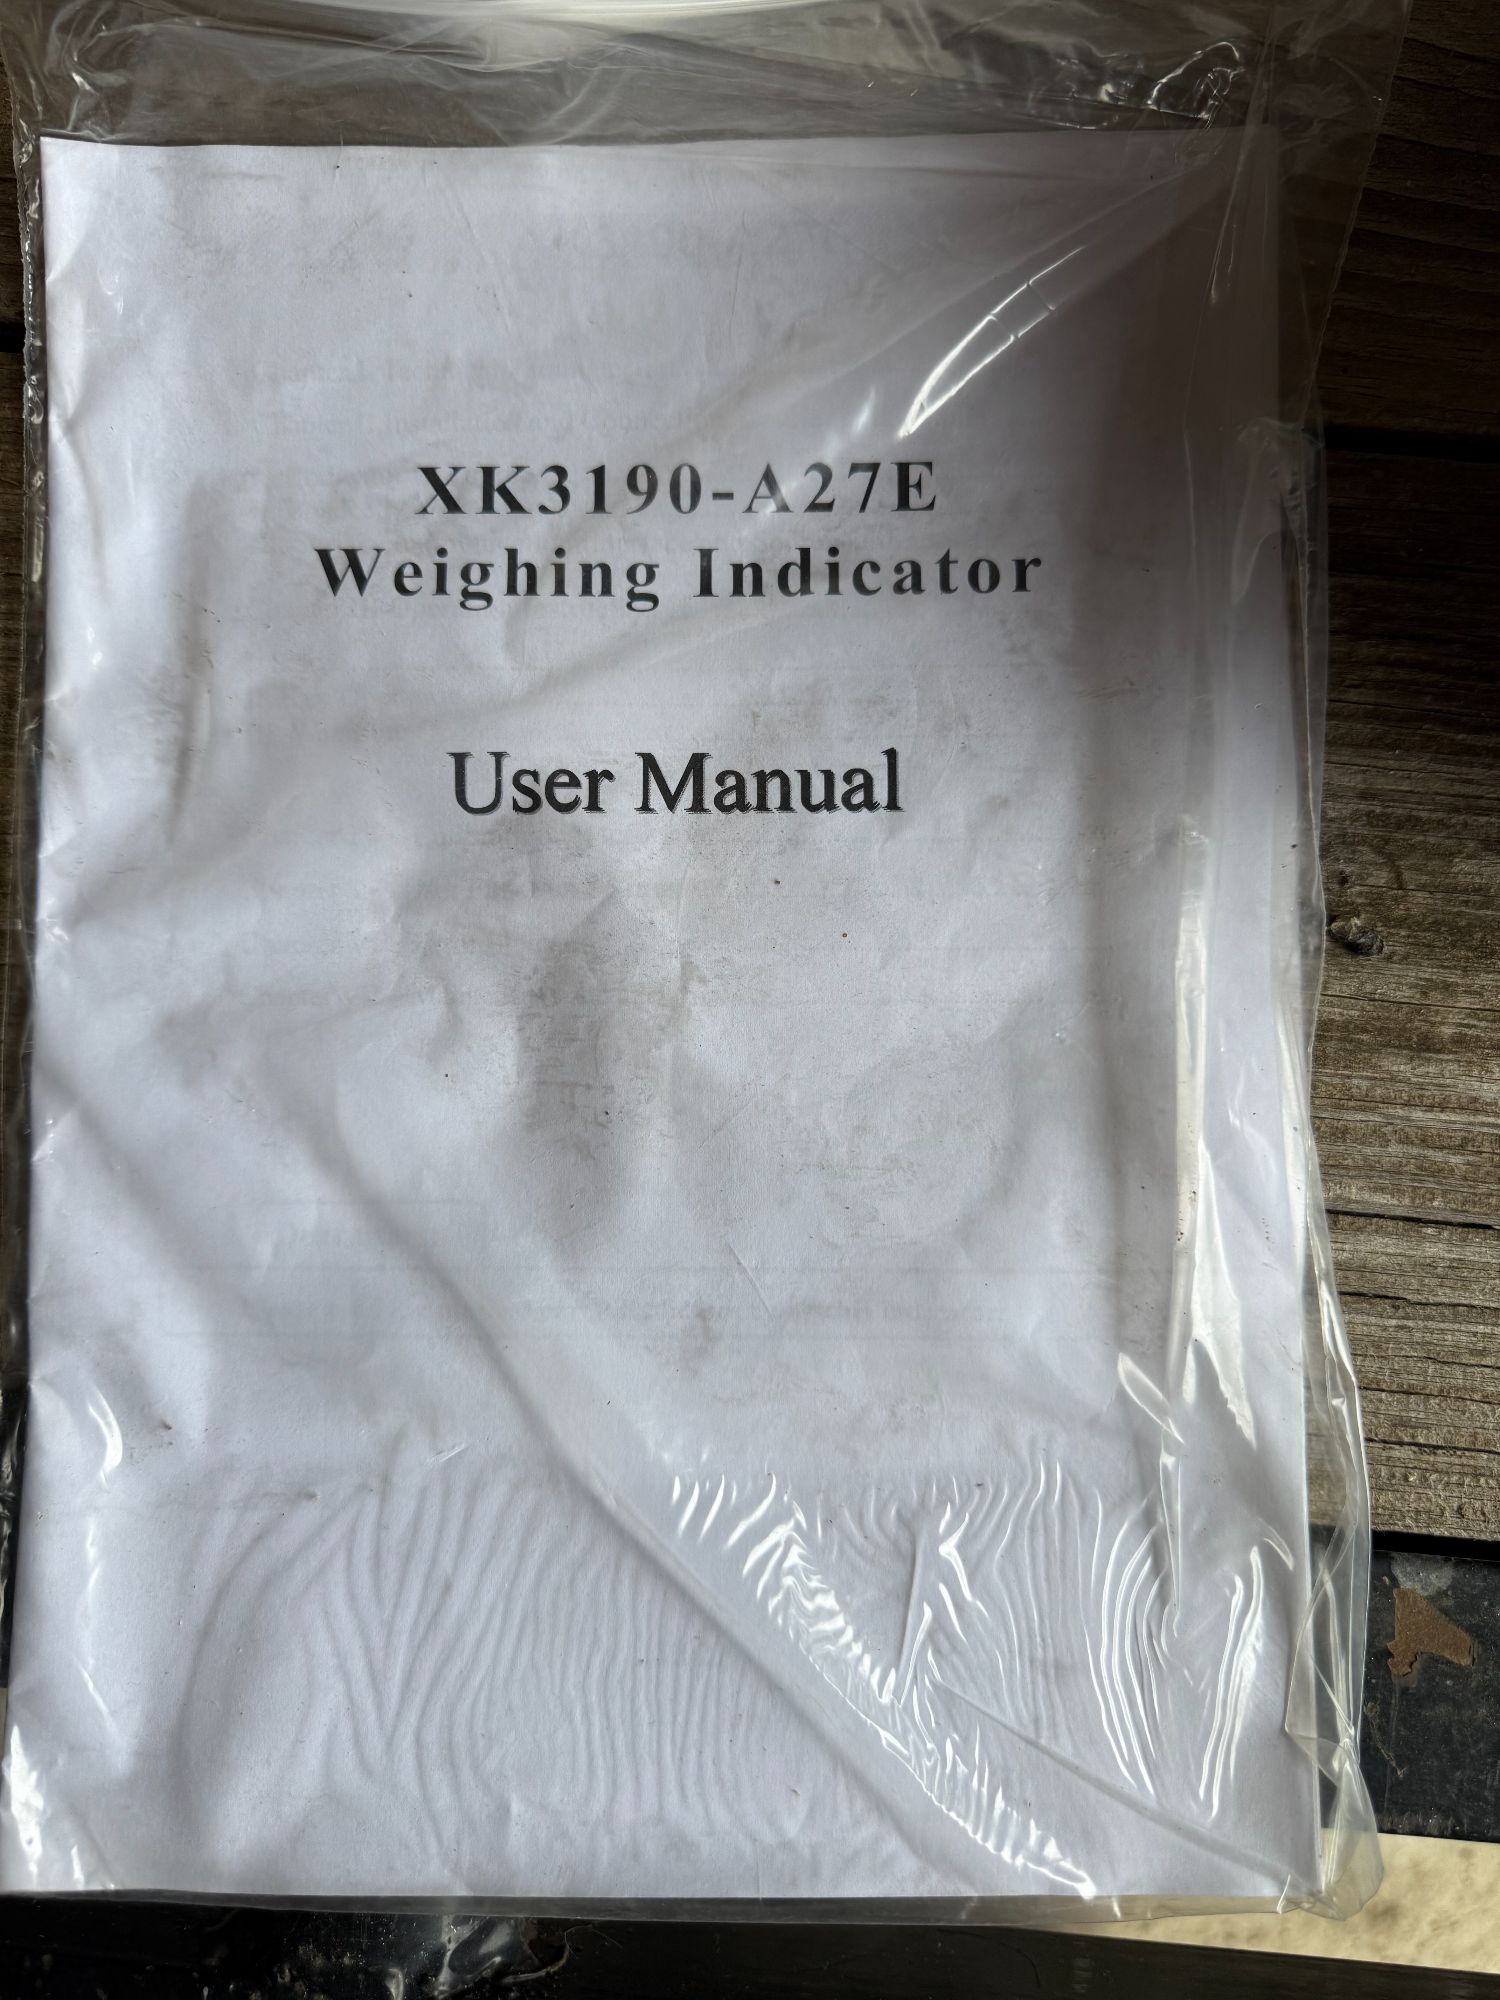 XK3190-A27E
Weighing Indicator
User Manual